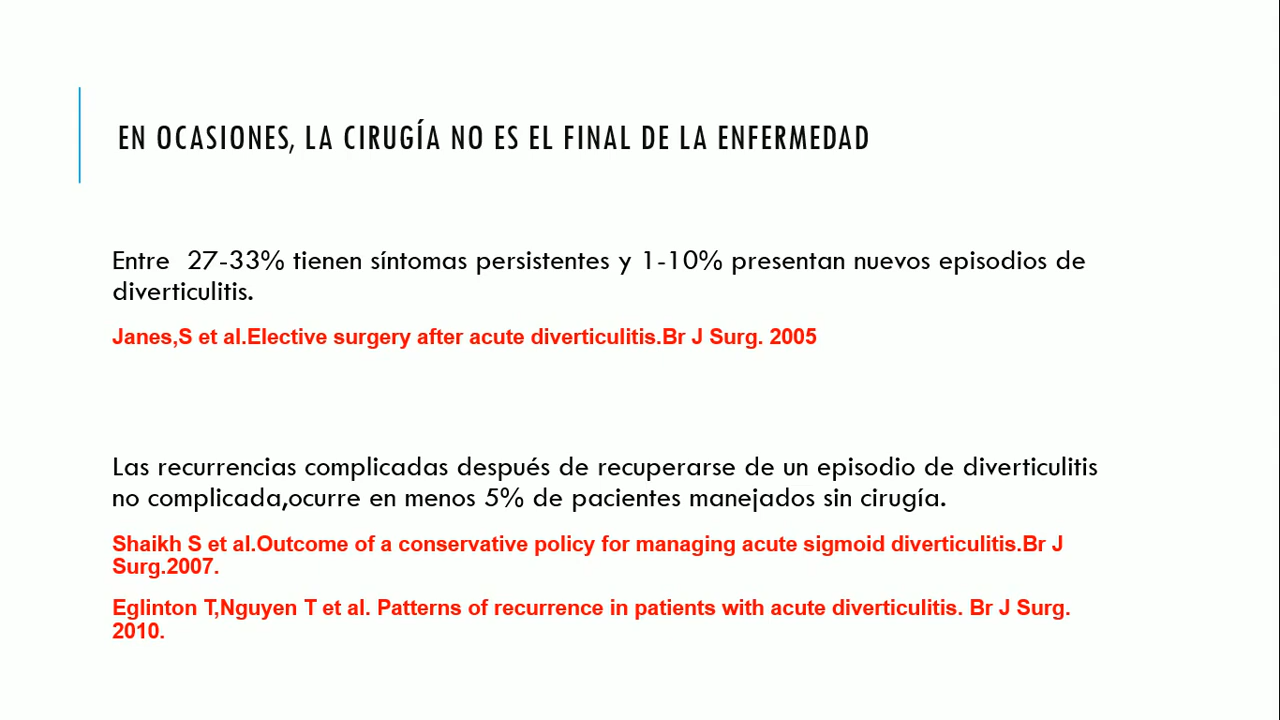 EN OCASIONES, LA CIRUGÍA NO ES EL FINAL DE LA ENFERMEDAD
Entre  27-33% tienen síntomas persistentes y 1-10% presentan nuevos episodios de
diverticulitis.
Janes,S et al.Elective surgery after acute diverticulitis.Br J Surg. 2005
Las recurrencias complicadas después de recuperarse de un episodio de diverticulitis
no complicada,ocurre en menos 5% de pacientes manejados sin cirugía.
Shaikh S et al.Outcome of a conservative policy for managing acute sigmoid diverticulitis.Br J
Surg.2007.
Eglinton T,Nguyen T et al. Patterns of recurrence in patients with acute diverticulitis. Br J Surg.
2010.